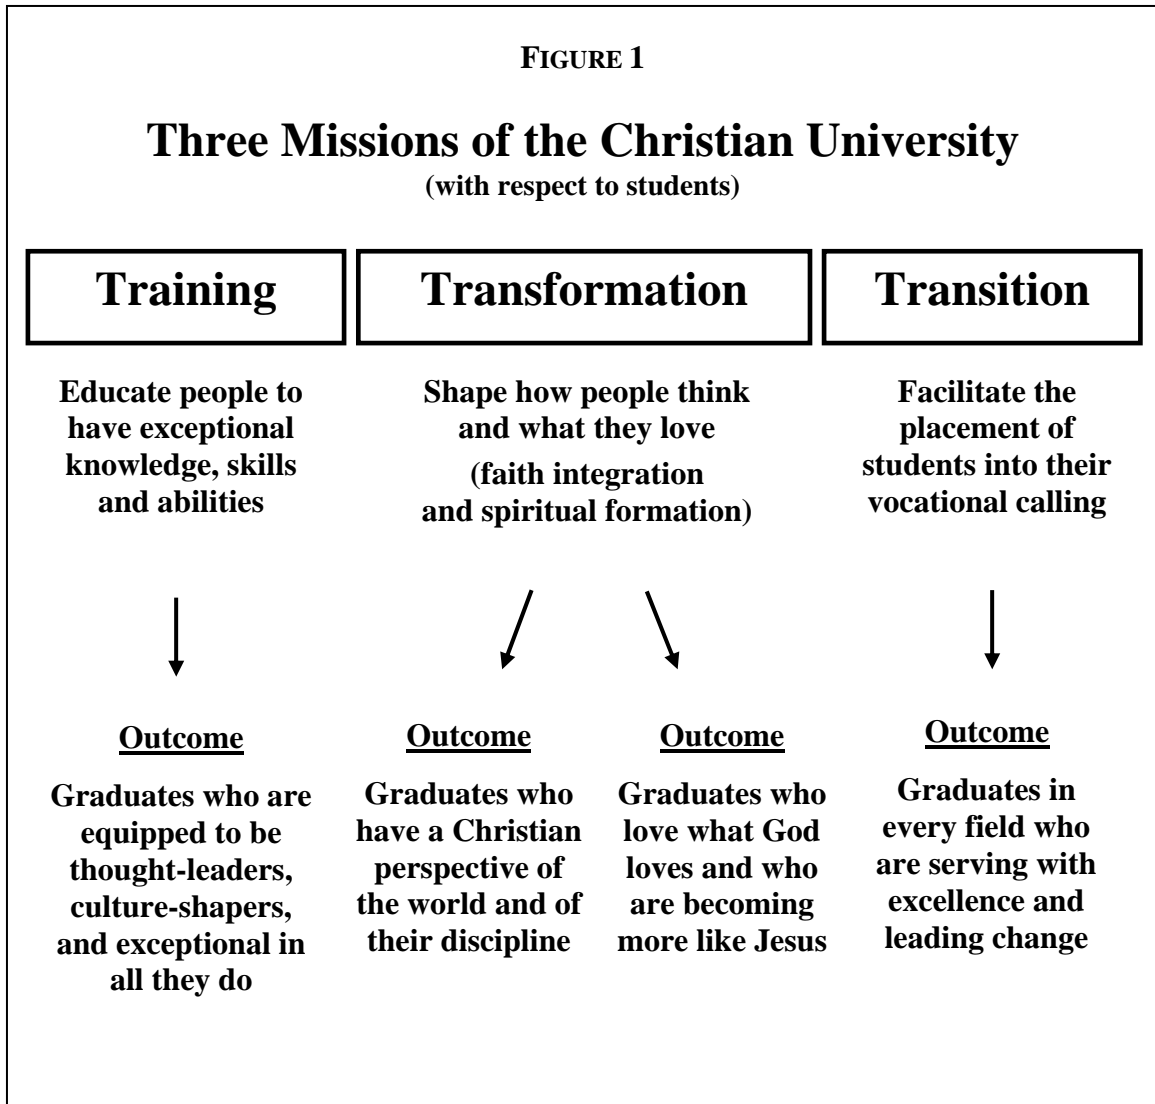 FIGURE 1
Three Missions of the Christian University
(with respect to students)
Training
Educate people to
have exceptional
knowledge, skills
and abilities
Outcome
Graduates who are
equipped to be
thought-leaders,
culture-shapers,
and exceptional in
all they do
Transformation
Shape how people think
and what they love
(faith integration
and spiritual formation)
Outcome
Graduates who
have a Christian
perspective of
the world and of
their discipline
Outcome
Graduates who
love what God
loves and who
are becoming
more like Jesus
Transition
Facilitate the
placement of
students into their
vocational calling
Outcome
Graduates in
every field who
are serving with
excellence and
leading change